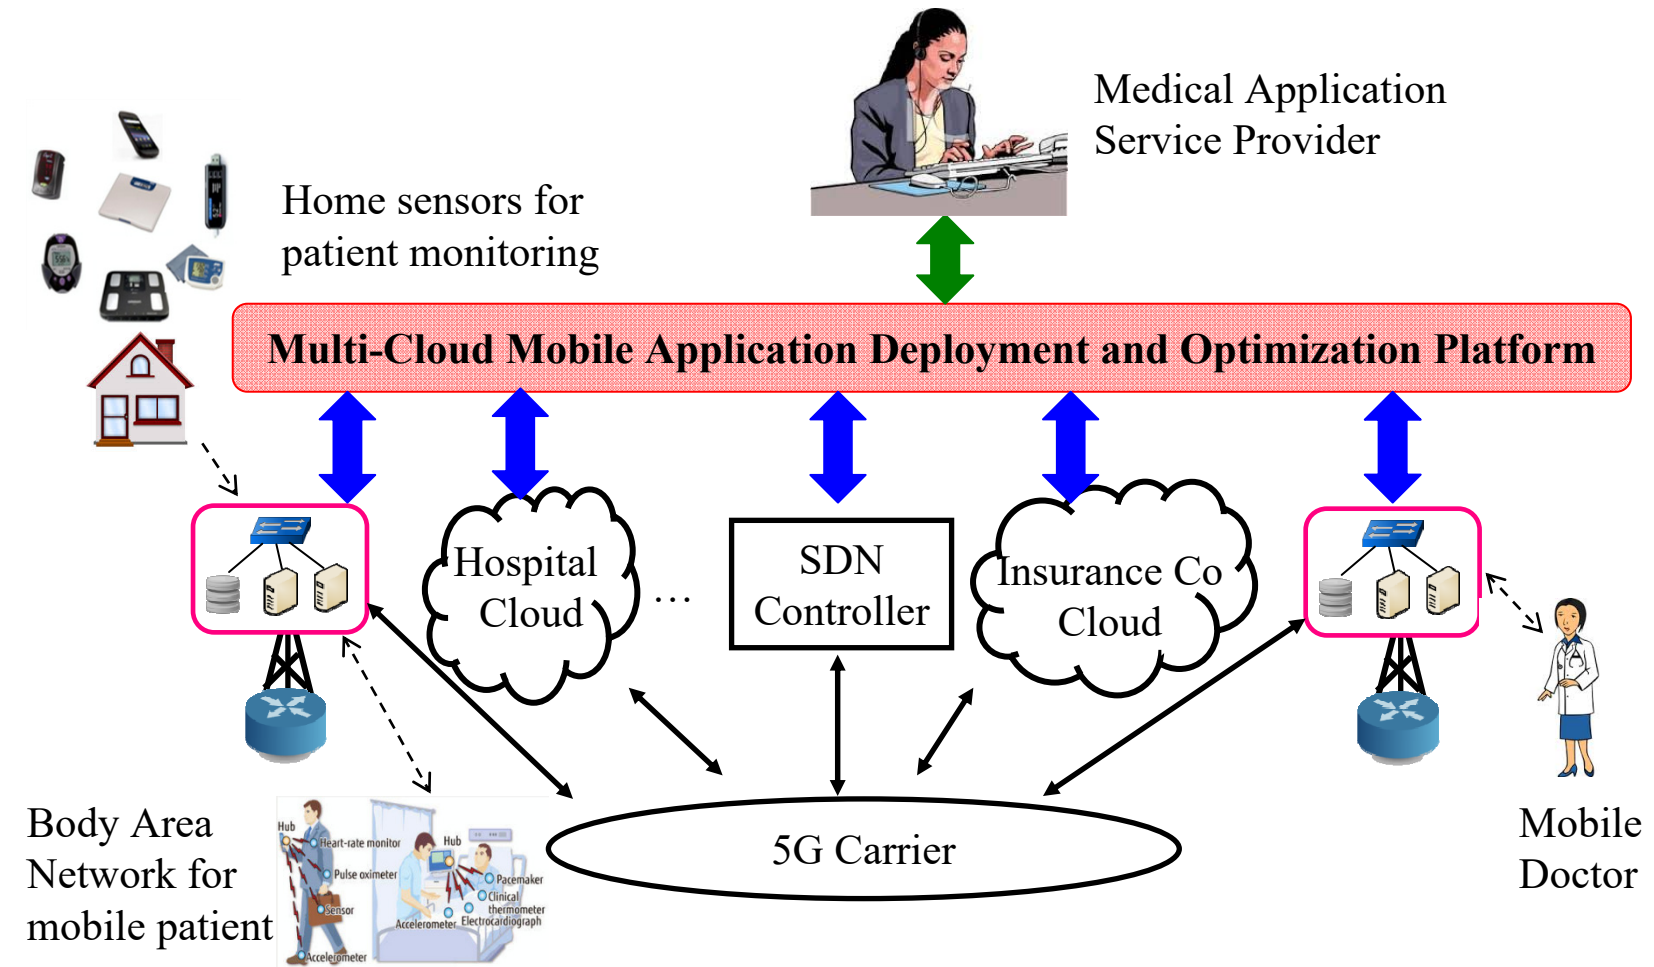 Medical Application
Service Provider
Home sensors for
patient monitoring
Multi-Cloud Mobile Application Deployment and Optimization Platform
Hospital
Cloud
...
SDN
Controller
Insurance Co
Cloud
5G Carrier
Body Area
Network for
mobile patient
Hub
Heart-rate monitor
Pulse oximeter
Sensor
Accelerometer
Hub
Pacemaker
Clinical
thermometer
Electrocardiograph
Accelerometer
Mobile
Doctor